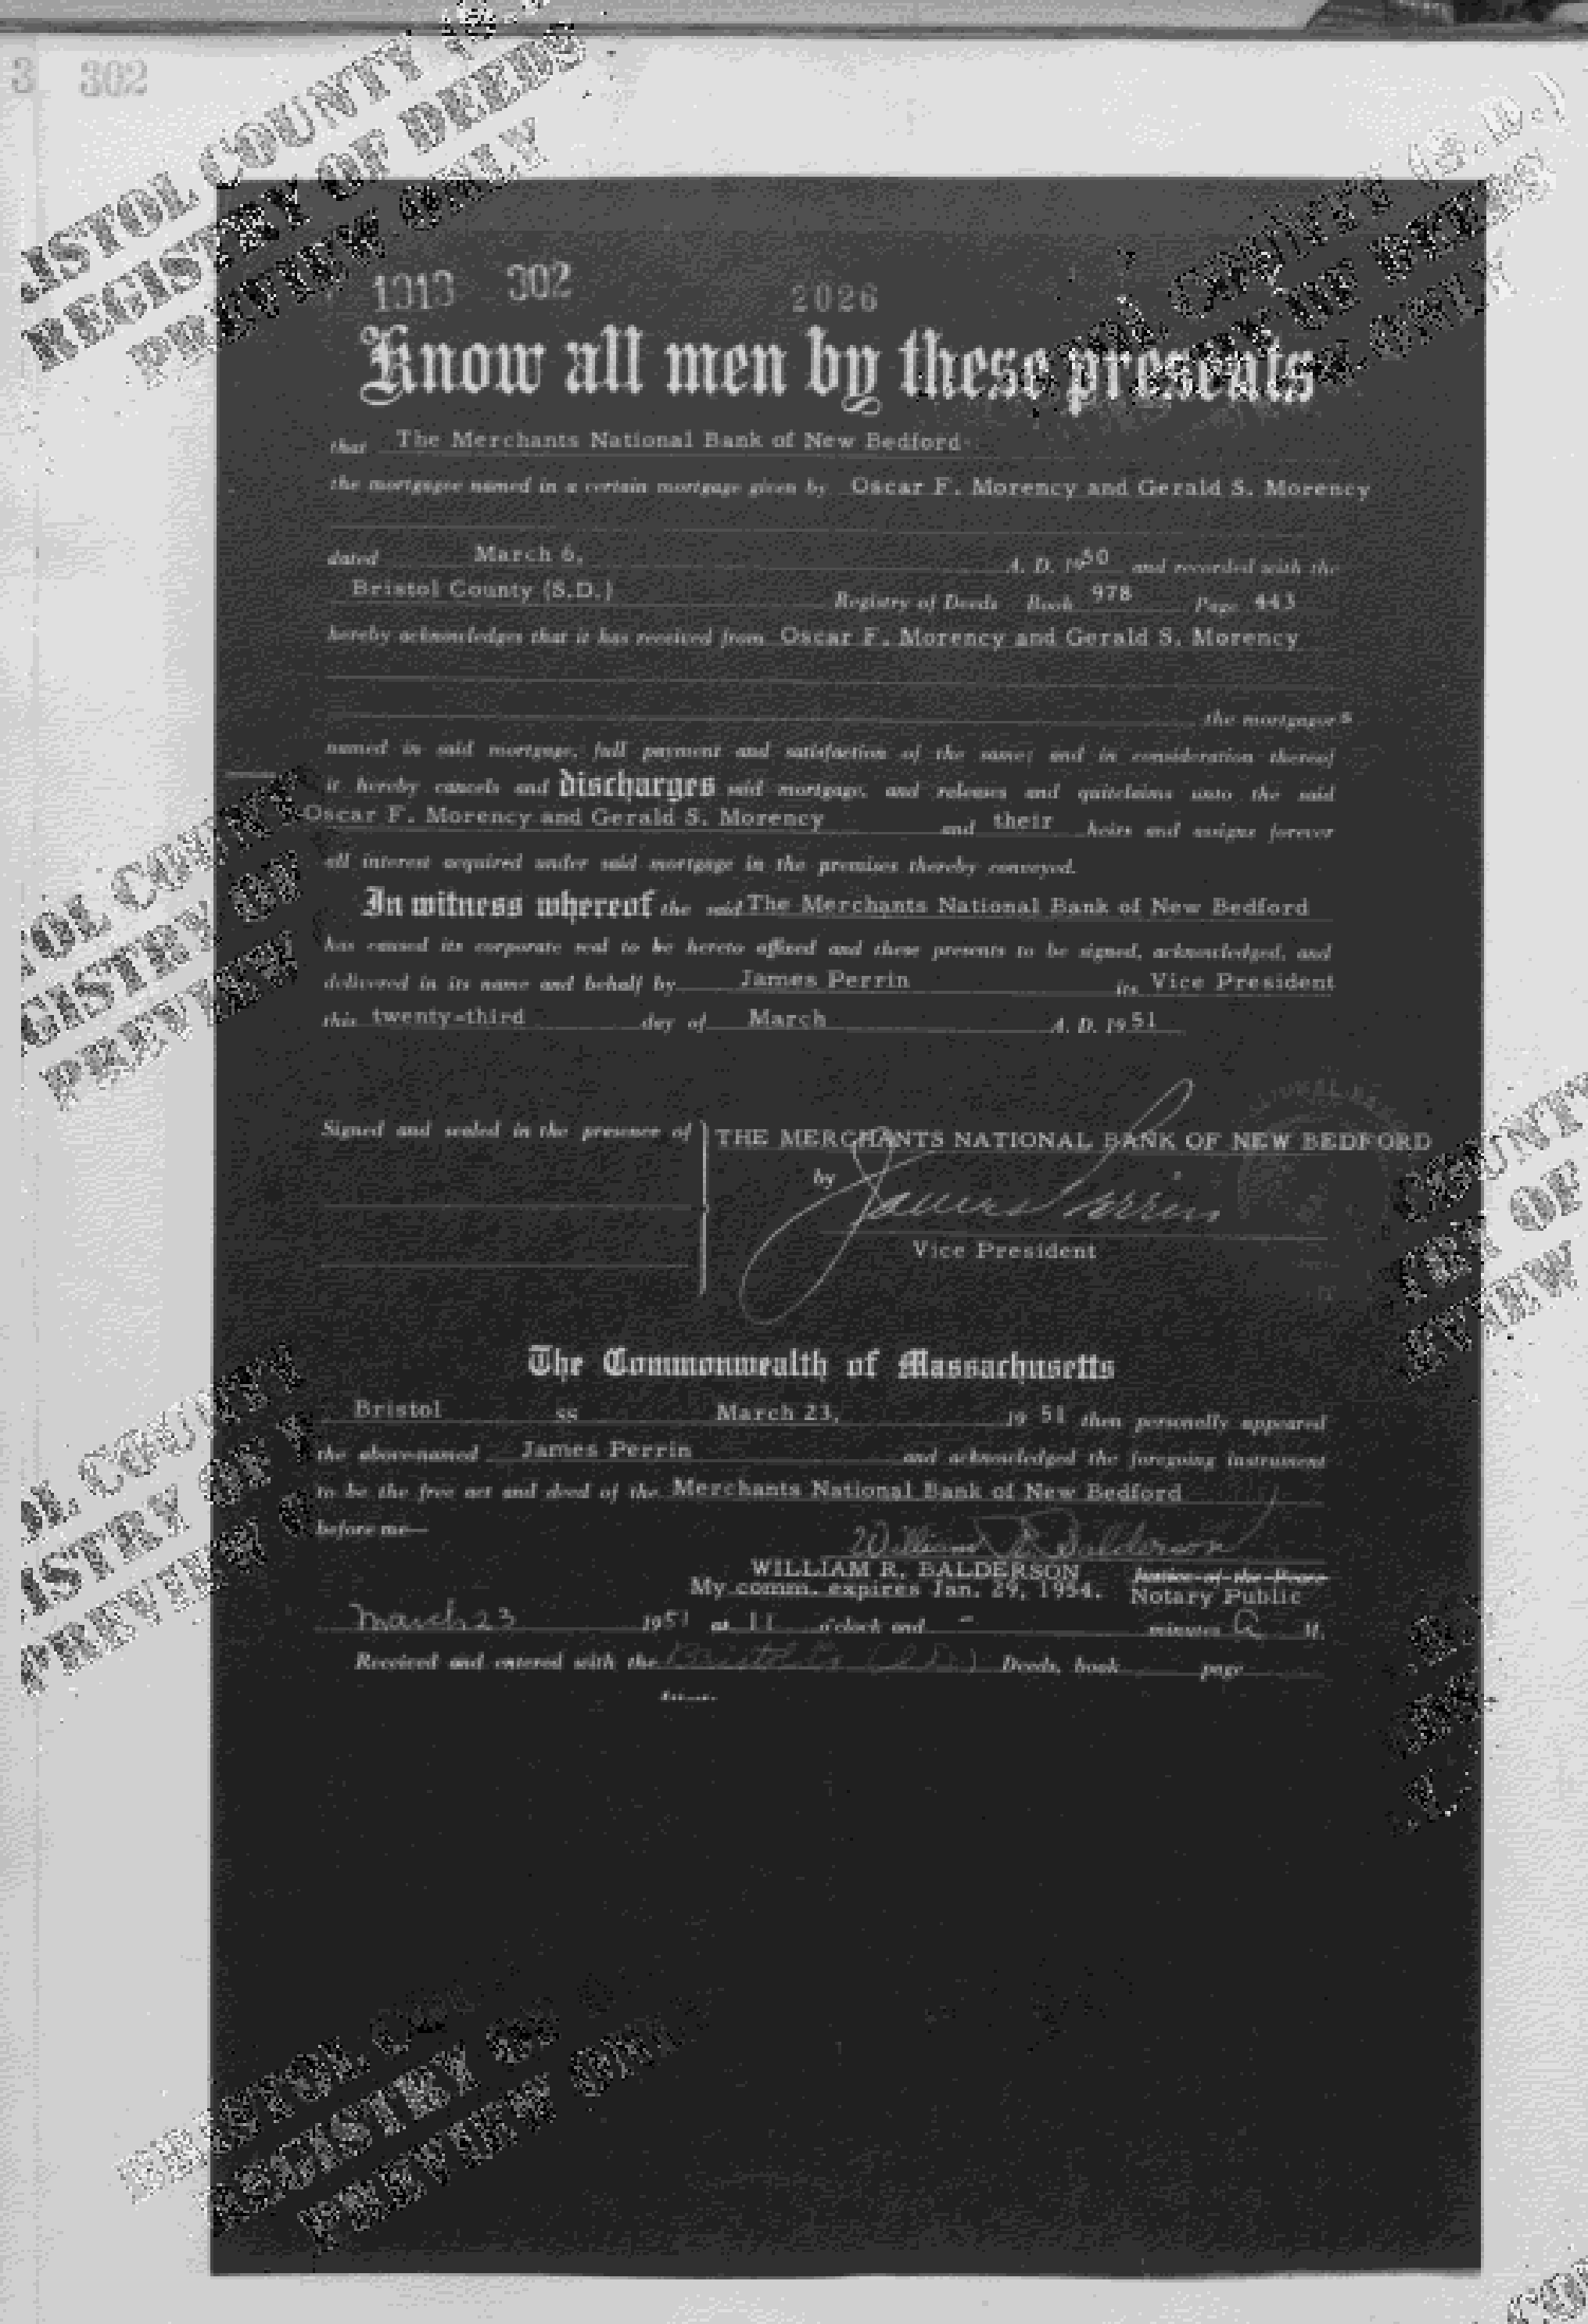 3 302
1313 302 2026
Know all men by these presents
that The Merchants National Bank of New Bedford
the mortgagee named in a certain mortgage given by Oscar F. Morency and Gerald S. Morency
dated March 6, A. D. 1950 and recorded with the
Bristol County (S.D.) Registry of Deeds Book 978 Page 443
hereby acknowledges that it has received from Oscar F. Morency and Gerald S. Morency
the mortgagors
named in said mortgage, full payment and satisfaction of the same; and in consideration thereof
it hereby cancels and discharges said mortgage, and releases and quitclaims unto the said
Oscar F. Morency and Gerald S. Morency and their heirs and assigns forever
all interest acquired under said mortgage in the premises thereby conveyed.
In witness whereof the said The Merchants National Bank of New Bedford
has caused its corporate seal to be hereto affixed and these presents to be signed, acknowledged, and
delivered in its name and behalf by James Perrin its Vice President
this twenty-third day of March A. D. 1951
Signed and sealed in the presence of THE MERCHANTS NATIONAL BANK OF NEW BEDFORD
by James Perrin
Vice President
The Commonwealth of Massachusetts
Bristol ss March 23, 1951 then personally appeared
the above-named James Perrin and acknowledged the foregoing instrument
to be the free act and deed of the Merchants National Bank of New Bedford
before me—
William R. Balderson
WILLIAM R. BALDERSON Justice of the Peace
My comm. expires Jan. 29, 1954. Notary Public
March 23 1951 at 11 o'clock and - minutes A. M.
Received and entered with the Bristol Co (S.D.) Deeds, book page
BRISTOL COUNTY (S.D.)
REGISTRY OF DEEDS
PREVIEW ONLY